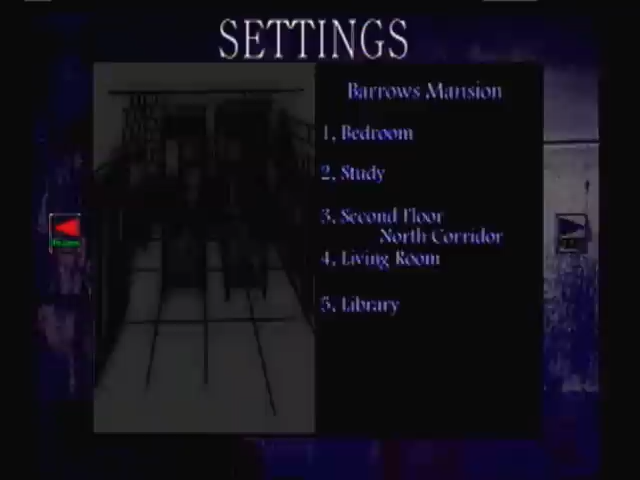 SETTINGS
Barrows Mansion
1. Bedroom
2. Study
3. Second Floor
North Corridor
4. Living Room
5. Library